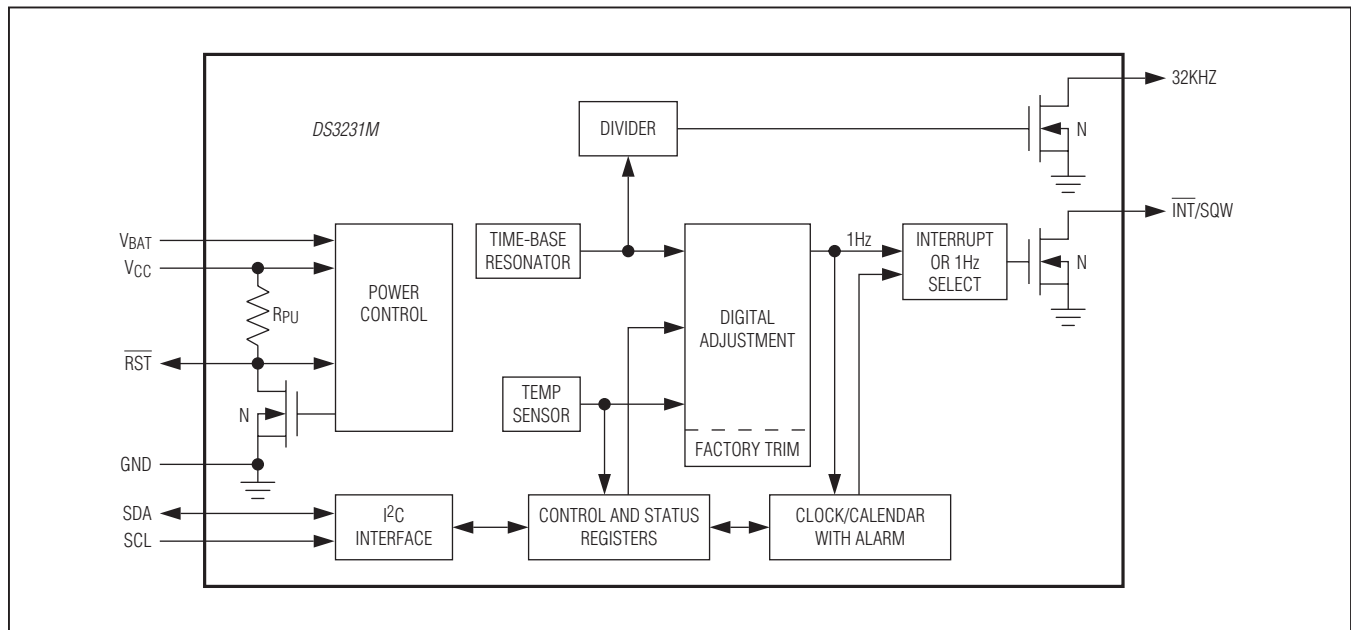 32KHZ
DS3231M
DIVIDER
N
INT/SQW
VBAT
VCC
TIME-BASE
RESONATOR
1Hz
INTERRUPT
OR 1Hz
SELECT
N
POWER
CONTROL
RPU
DIGITAL
ADJUSTMENT
RST
N
TEMP
SENSOR
FACTORY TRIM
GND
SDA
SCL
I²C
INTERFACE
CONTROL AND STATUS
REGISTERS
CLOCK/CALENDAR
WITH ALARM